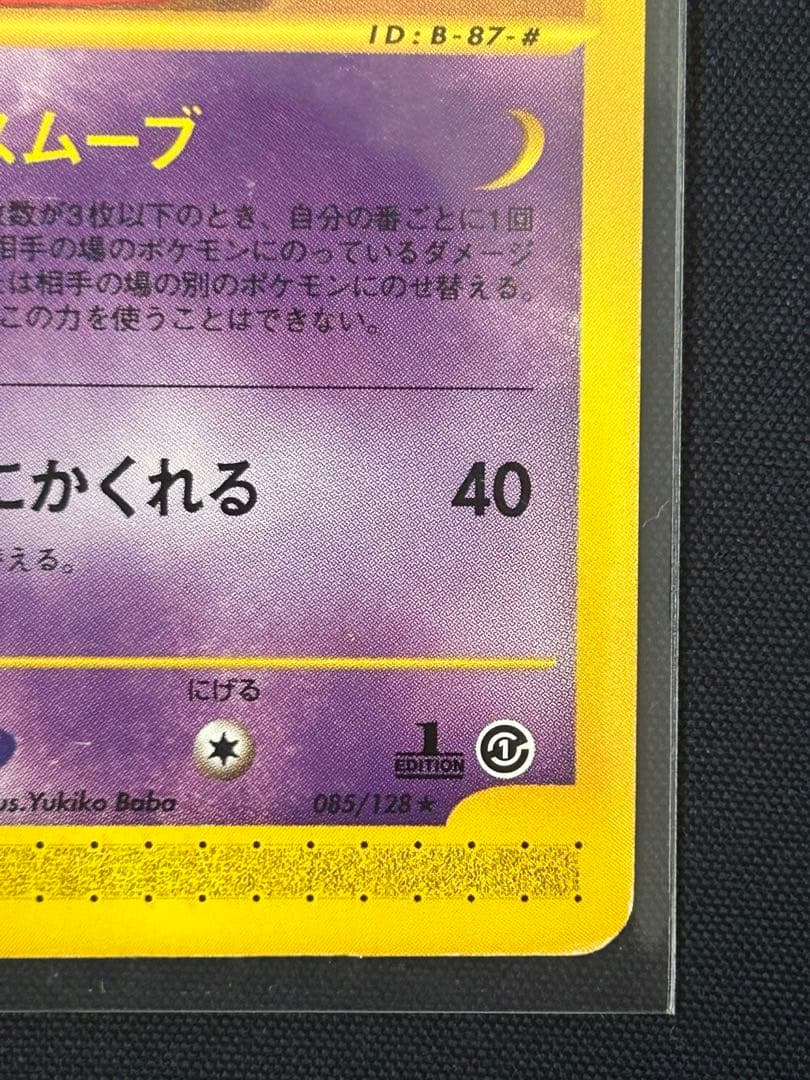 ID:B-87-#
スムーブ
数が3枚以下のとき、自分の番ごとに1回
相手の場のポケモンにのっているダメージ
は相手の場の別のポケモンにのせ替える。
この力を使うことはできない。
にかくれる 40
える。
にげる
1 EDITION 1
us.Yukiko Baba 085/128★